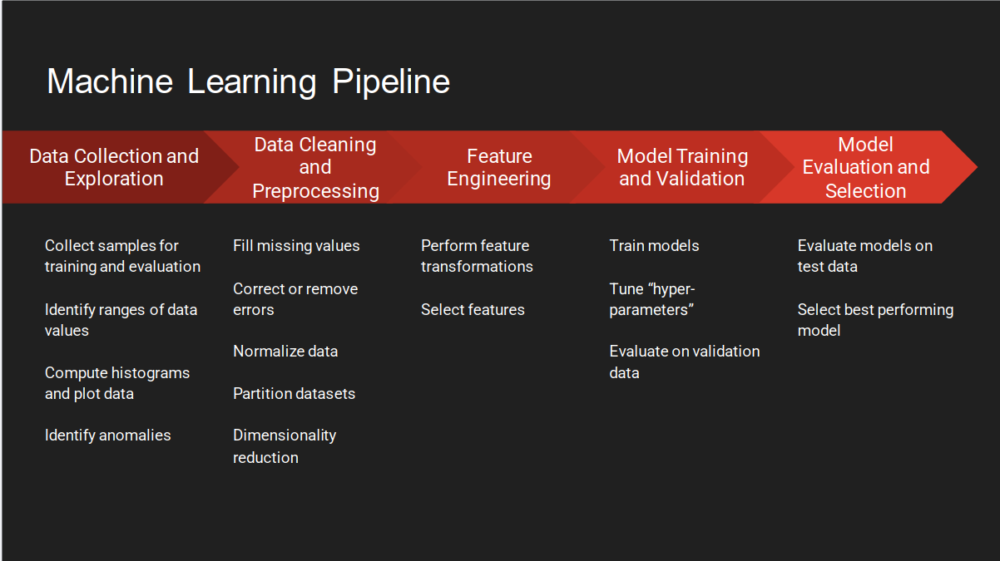 Machine Learning Pipeline
Data Collection and
Exploration
Data Cleaning
and
Preprocessing
Feature
Engineering
Model Training
and Validation
Model
Evaluation and
Selection
Collect samples for
training and evaluation
Identify ranges of data
values
Compute histograms
and plot data
Identify anomalies
Fill missing values
Correct or remove
errors
Normalize data
Partition datasets
Dimensionality
reduction
Perform feature
transformations
Select features
Train models
Tune “hyper-
parameters”
Evaluate on validation
data
Evaluate models on
test data
Select best performing
model